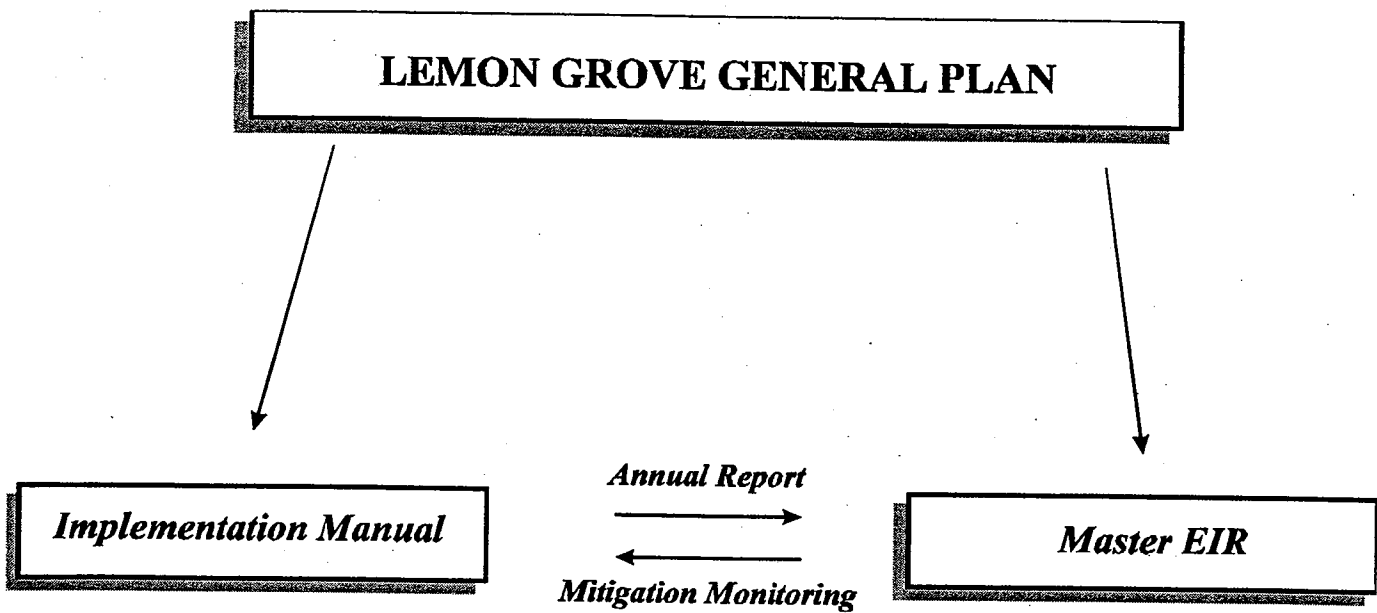 LEMON GROVE GENERAL PLAN
Annual Report
Implementation Manual
Master EIR
Mitigation Monitoring